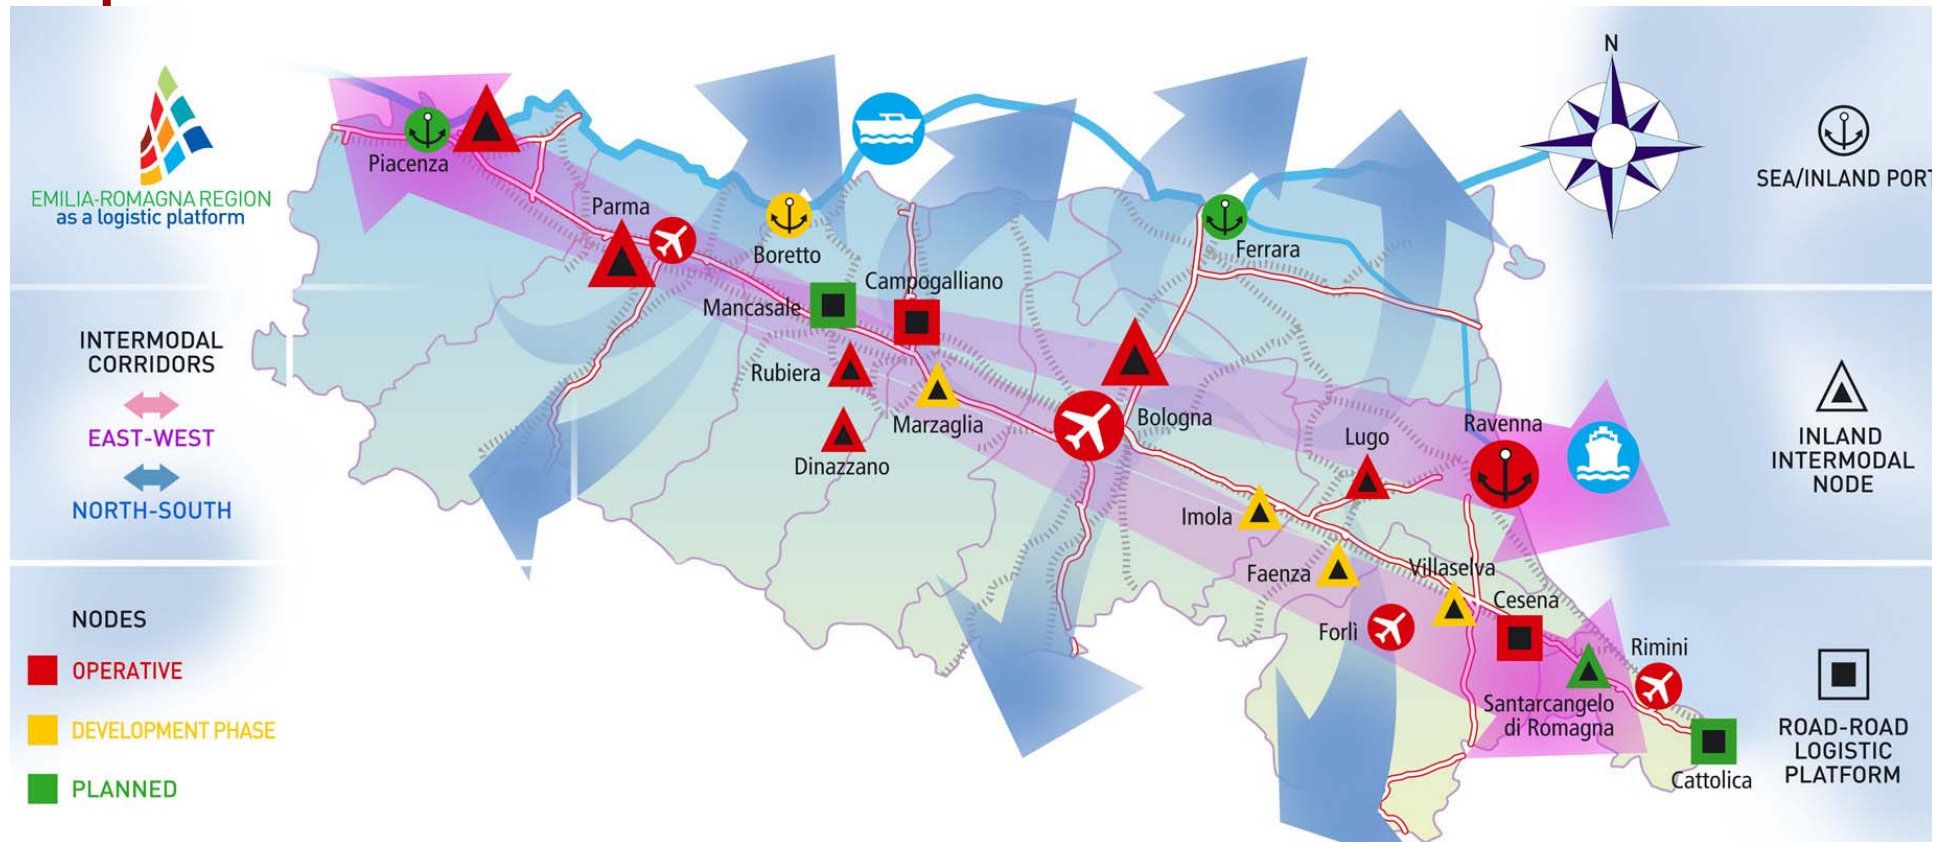 EMILIA-ROMAGNA REGION
as a logistic platform
INTERMODAL
CORRIDORS
EAST-WEST
NORTH-SOUTH
NODES
OPERATIVE
DEVELOPMENT PHASE
PLANNED
N
Piacenza
Parma
Boretto
Ferrara
Campogalliano
Mancasale
Rubiera
Marzaglia
Bologna
Dinazzano
Lugo
Ravenna
Imola
Faenza
Villaselva
Cesena
Forlì
Rimini
Santarcangelo
di Romagna
Cattolica
SEA/INLAND PORT
INLAND
INTERMODAL
NODE
ROAD-ROAD
LOGISTIC
PLATFORM